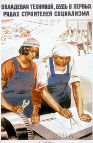 ОВЛАДЕВАЯ ТЕХНИКОЙ, БУДЬ В ПЕРВЫХ
РЯДАХ СТРОИТЕЛЕЙ СОЦИАЛИЗМА